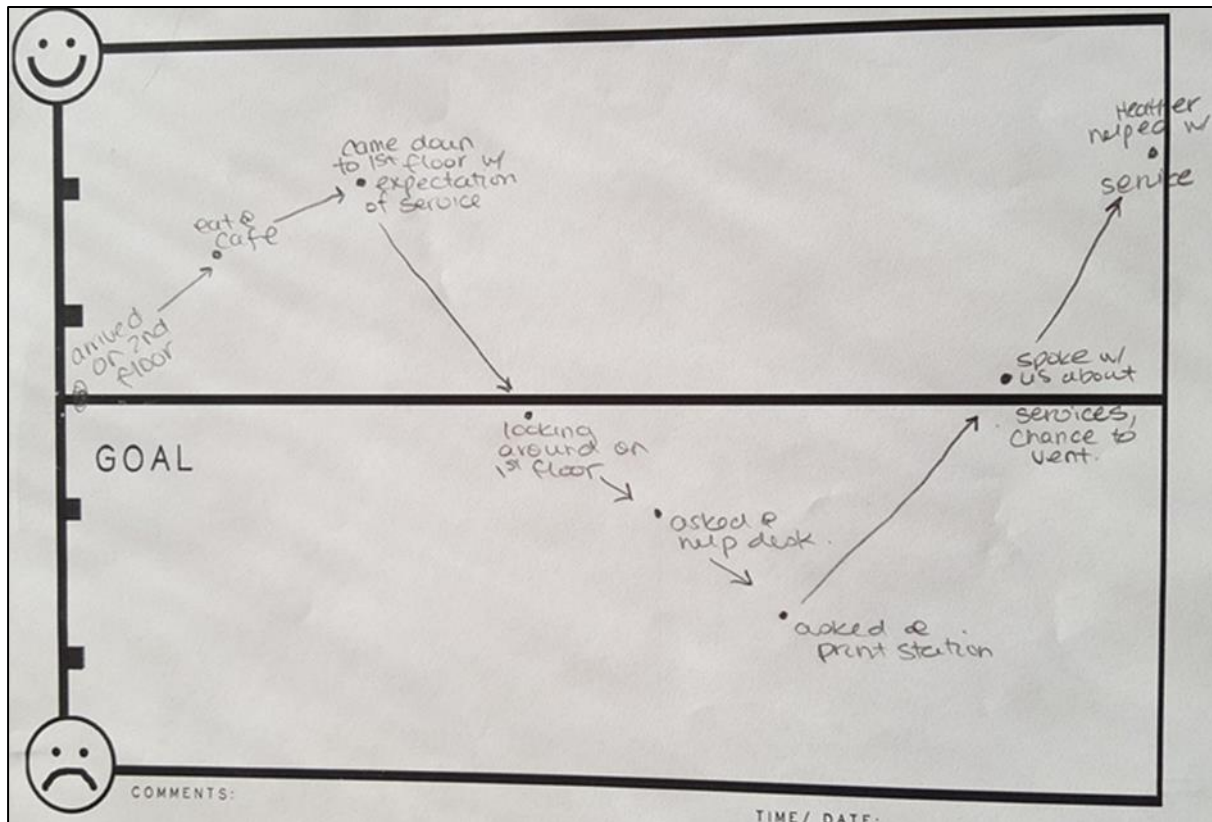 arrived
on 2nd
floor
eat @
cafe
came down
to 1st floor w/
expectation
of service
looking
around on
1st floor
asked @
help desk.
asked @
print station
spoke w/
us about
services,
chance to
vent.
Heather
helped w/
service
GOAL
COMMENTS:
TIME/ DATE: